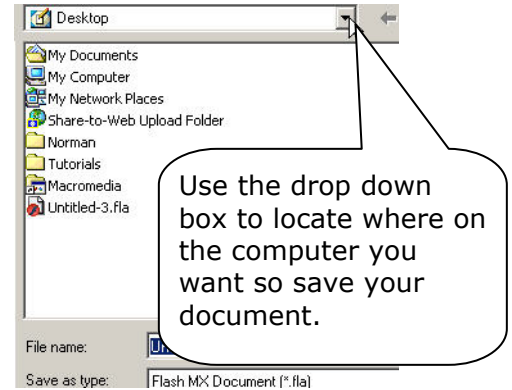 Desktop
My Documents
My Computer
My Network Places
Share-to-Web Upload Folder
Norman
Tutorials
Macromedia
Untitled-3.fla
Use the drop down
box to locate where on
the computer you
want so save your
document.
File name:
Save as type:
Flash MX Document (*.fla)